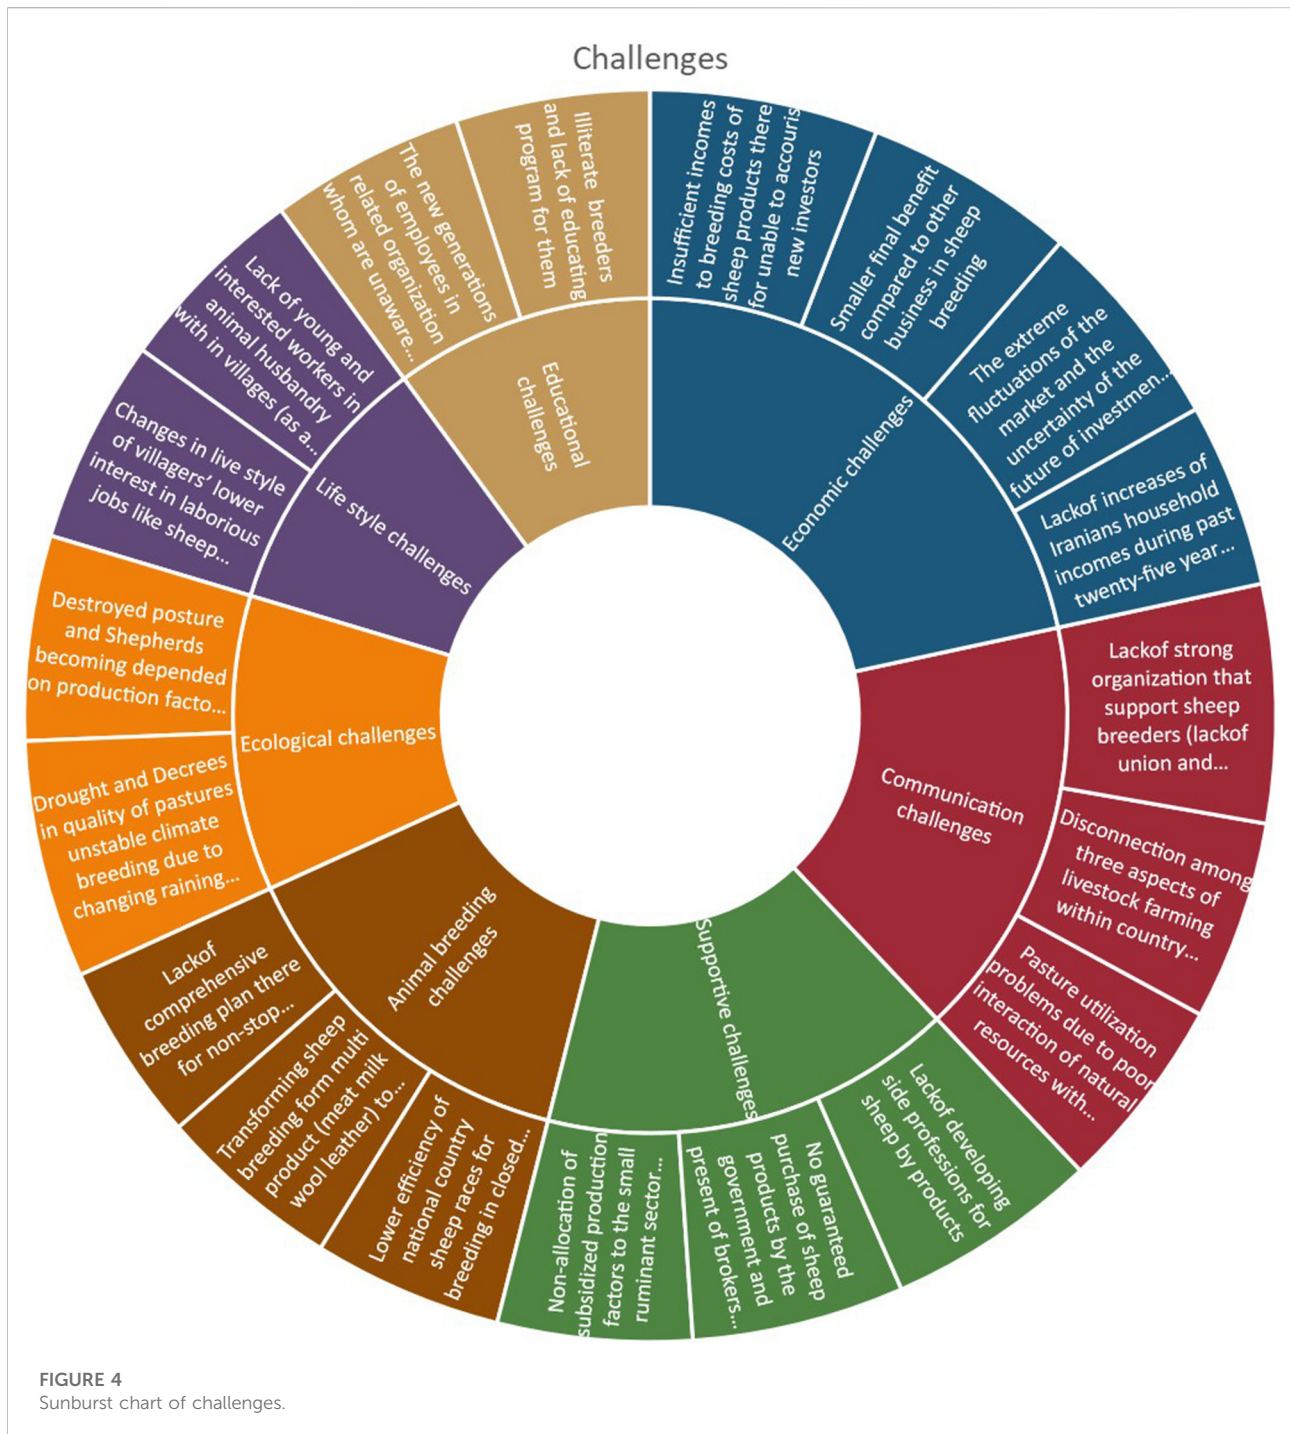 Challenges
Insufficient incomes
to breeding costs of
sheep products there
for unable to accouris
new investors
Smaller final benefit
compared to other
business in sheep
breeding
The extreme
fluctuations of the
market and the
uncertainty of the
future of investmen...
Lackof increases of
Iranians household
incomes during past
twenty-five year...
Economic challenges
Lackof strong
organization that
support sheep
breeders (lackof
union and...
Disconnection among
three aspects of
livestock farming
within country...
Pasture utilization
problems due to poor
interaction of natural
resources with...
Communication
challenges
Lackof developing
side professions for
sheep by products
No guaranteed
purchase of sheep
products by the
government and
present of brokers...
Non-allocation of
subsidized production
factors to the small
ruminant sector...
Supportive challenges
Lower efficiency of
national country
sheep races for
breeding in closed...
Transforming sheep
breeding form multi
product (meat milk
wool leather) to...
Lackof
comprehensive
breeding plan there
for non-stop...
Animal breeding
challenges
Drought and Decrees
in quality of pastures
unstable climate
breeding due to
changing raining...
Destroyed posture
and Shepherds
becoming depended
on production facto...
Ecological challenges
Changes in live style
of villagers’ lower
interest in laborious
jobs like sheep...
Lack of young and
interested workers in
animal husbandry
with in villages (as a...
Life style challenges
The new generations
of employees in
related organization
whom are unaware...
Illiterate breeders
and lack of educating
program for them
Educational
challenges
FIGURE 4
Sunburst chart of challenges.